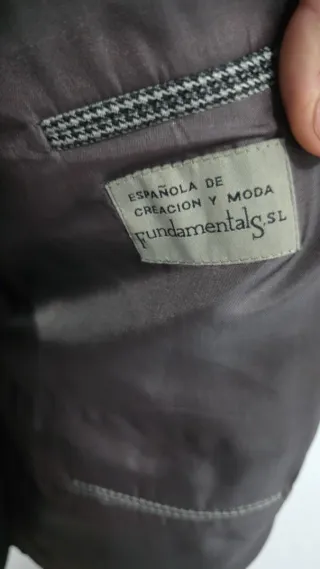 ESPAÑOLA DE
CREACION Y MODA
FundamentalS.SL